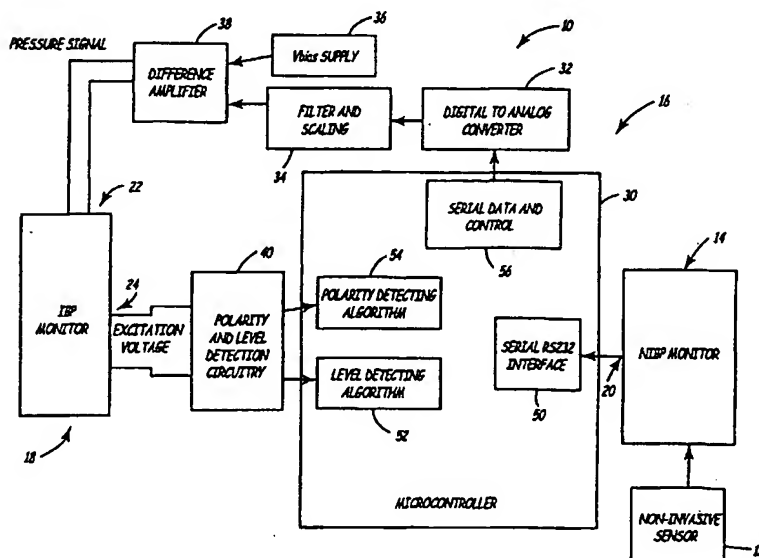 38
36
10
PRESSURE SIGNAL
DIFFERENCE
AMPLIFIER
Vbias SUPPLY
32
FILTER AND
SCALING
DIGITAL TO ANALOG
CONVERTER
16
34
22
30
SERIAL DATA AND
CONTROL
56
40
54
14
IBP
MONITOR
24
EXCITATION
VOLTAGE
POLARITY
AND LEVEL
DETECTION
CIRCUITRY
POLARITY DETECTING
ALGORITHM
LEVEL DETECTING
ALGORITHM
52
SERIAL RS232
INTERFACE
50
20
NIBP MONITOR
18
MICROCONTROLLER
NON-INVASIVE
SENSOR